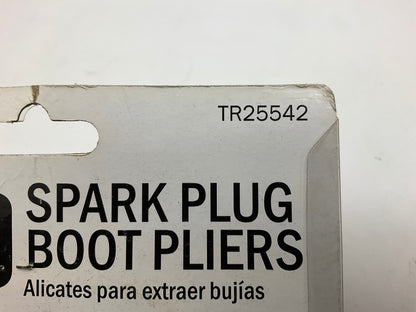 TR25542
SPARK PLUG
BOOT PLIERS
Alicates para extraer bujías